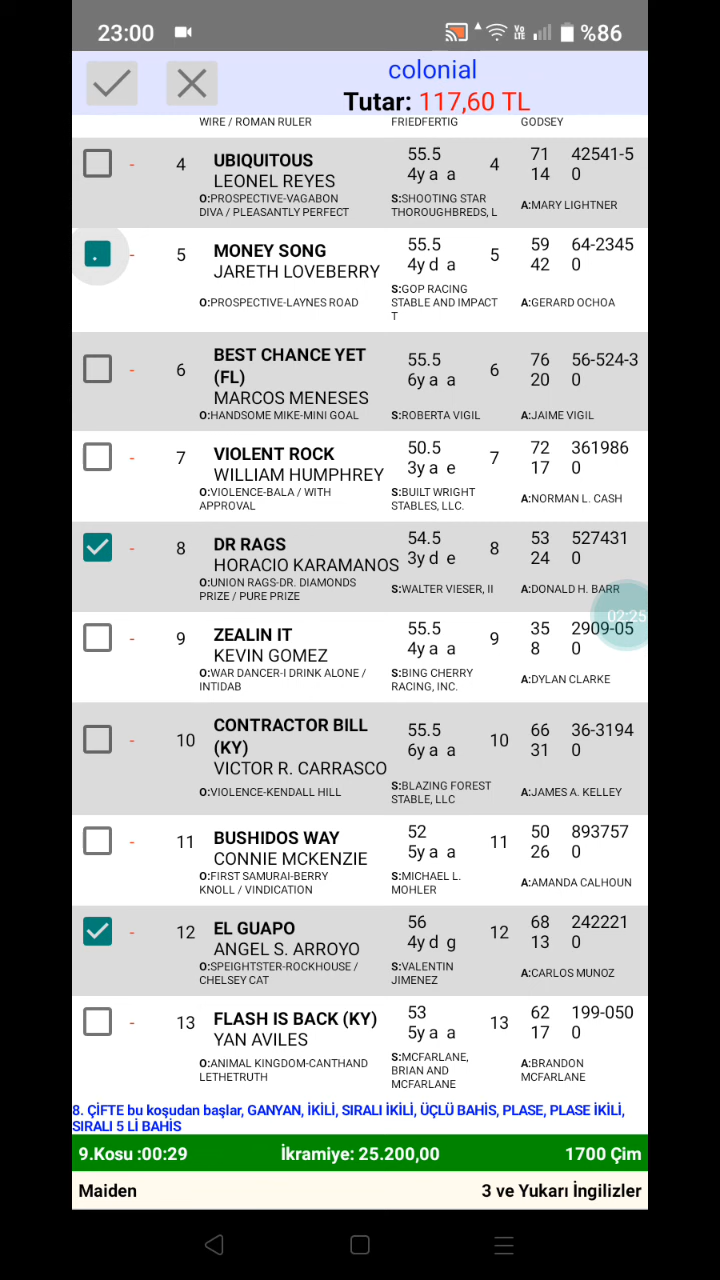 23:00 Vo LTE %86
colonial
Tutar: 117,60 TL
WIRE / ROMAN RULER FRIEDFERTIG GODSEY
- 4 UBIQUITOUS 55.5 4 71 42541-5
LEONEL REYES 4y a a 14 0
O:PROSPECTIVE-VAGABON S:SHOOTING STAR A:MARY LIGHTNER
DIVA / PLEASANTLY PERFECT THOROUGHBREDS, L
- 5 MONEY SONG 55.5 5 59 64-2345
JARETH LOVEBERRY 4y d a 42 0
O:PROSPECTIVE-LAYNES ROAD S:GOP RACING A:GERARD OCHOA
STABLE AND IMPACT
T
- 6 BEST CHANCE YET 55.5 6 76 56-524-3
(FL) 6y a a 20 0
MARCOS MENESES
O:HANDSOME MIKE-MINI GOAL S:ROBERTA VIGIL A:JAIME VIGIL
- 7 VIOLENT ROCK 50.5 7 72 361986
WILLIAM HUMPHREY 3y a e 17 0
O:VIOLENCE-BALA / WITH S:BUILT WRIGHT A:NORMAN L. CASH
APPROVAL STABLES, LLC.
- 8 DR RAGS 54.5 8 53 527431
HORACIO KARAMANOS 3y d e 24 0
O:UNION RAGS-DR. DIAMONDS S:WALTER VIESER, II A:DONALD H. BARR
PRIZE / PURE PRIZE
02:25
- 9 ZEALIN IT 55.5 9 35 2909-05
KEVIN GOMEZ 4y a a 8 0
O:WAR DANCER-I DRINK ALONE / S:BING CHERRY A:DYLAN CLARKE
INTIDAB RACING, INC.
- 10 CONTRACTOR BILL 55.5 10 66 36-3194
(KY) 6y a a 31 0
VICTOR R. CARRASCO
O:VIOLENCE-KENDALL HILL S:BLAZING FOREST A:JAMES A. KELLEY
STABLE, LLC
- 11 BUSHIDOS WAY 52 11 50 893757
CONNIE MCKENZIE 5y a a 26 0
O:FIRST SAMURAI-BERRY S:MICHAEL L. A:AMANDA CALHOUN
KNOLL / VINDICATION MOHLER
- 12 EL GUAPO 56 12 68 242221
ANGEL S. ARROYO 4y d g 13 0
O:SPEIGHTSTER-ROCKHOUSE / S:VALENTIN A:CARLOS MUNOZ
CHELSEY CAT JIMENEZ
- 13 FLASH IS BACK (KY) 53 13 62 199-050
YAN AVILES 5y a a 17 0
O:ANIMAL KINGDOM-CANTHAND S:MCFARLANE, A:BRANDON
LETHETRUTH BRIAN AND MCFARLANE
MCFARLANE
8. ÇİFTE bu koşudan başlar, GANYAN, İKİLİ, SIRALI İKİLİ, ÜÇLÜ BAHİS, PLASE, PLASE İKİLİ,
SIRALI 5 Lİ BAHİS
9.Kosu :00:29 İkramiye: 25.200,00 1700 Çim
Maiden 3 ve Yukarı İngilizler